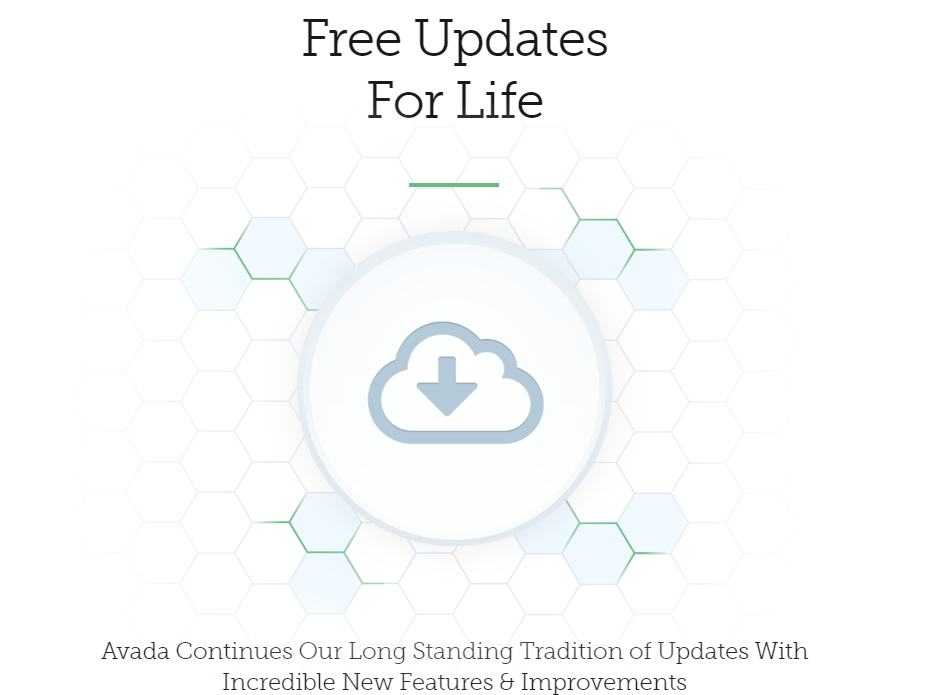 Free Updates
For Life
Avada Continues Our Long Standing Tradition of Updates With
Incredible New Features & Improvements